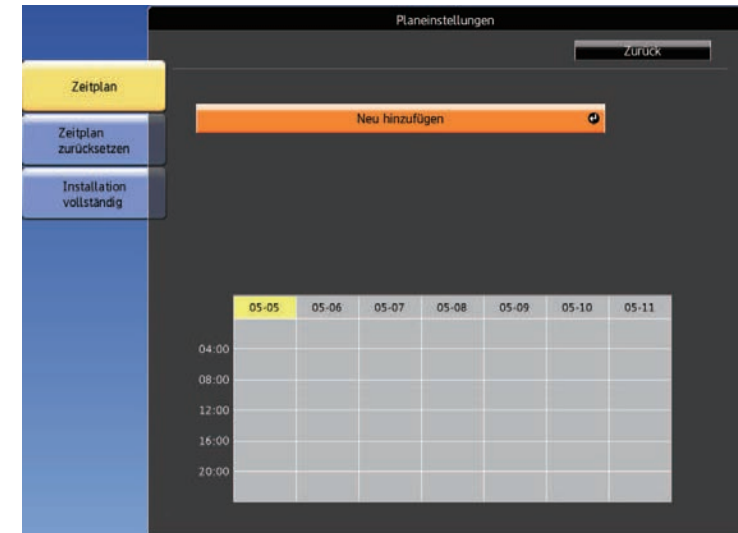 Planeinstellungen
Zurück
Zeitplan
Neu hinzufügen
Zeitplan
zurücksetzen
Installation
vollständig
05-05 05-06 05-07 05-08 05-09 05-10 05-11
04:00
08:00
12:00
16:00
20:00